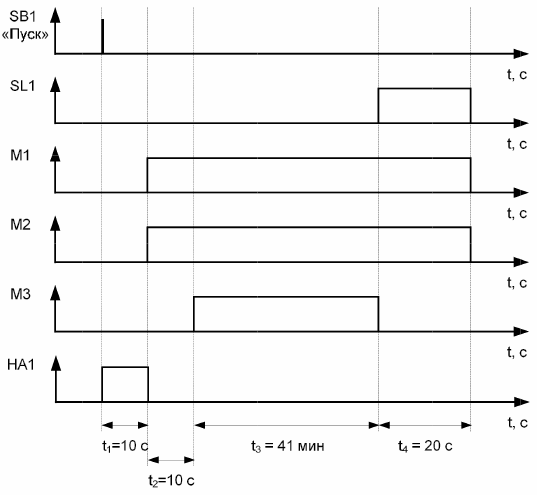 SB1
«Пуск»
t, c
SL1
t, c
M1
t, c
M2
t, c
M3
t, c
HA1
t, c
t1=10 с
t3 = 41 мин
t4 = 20 с
t2=10 с